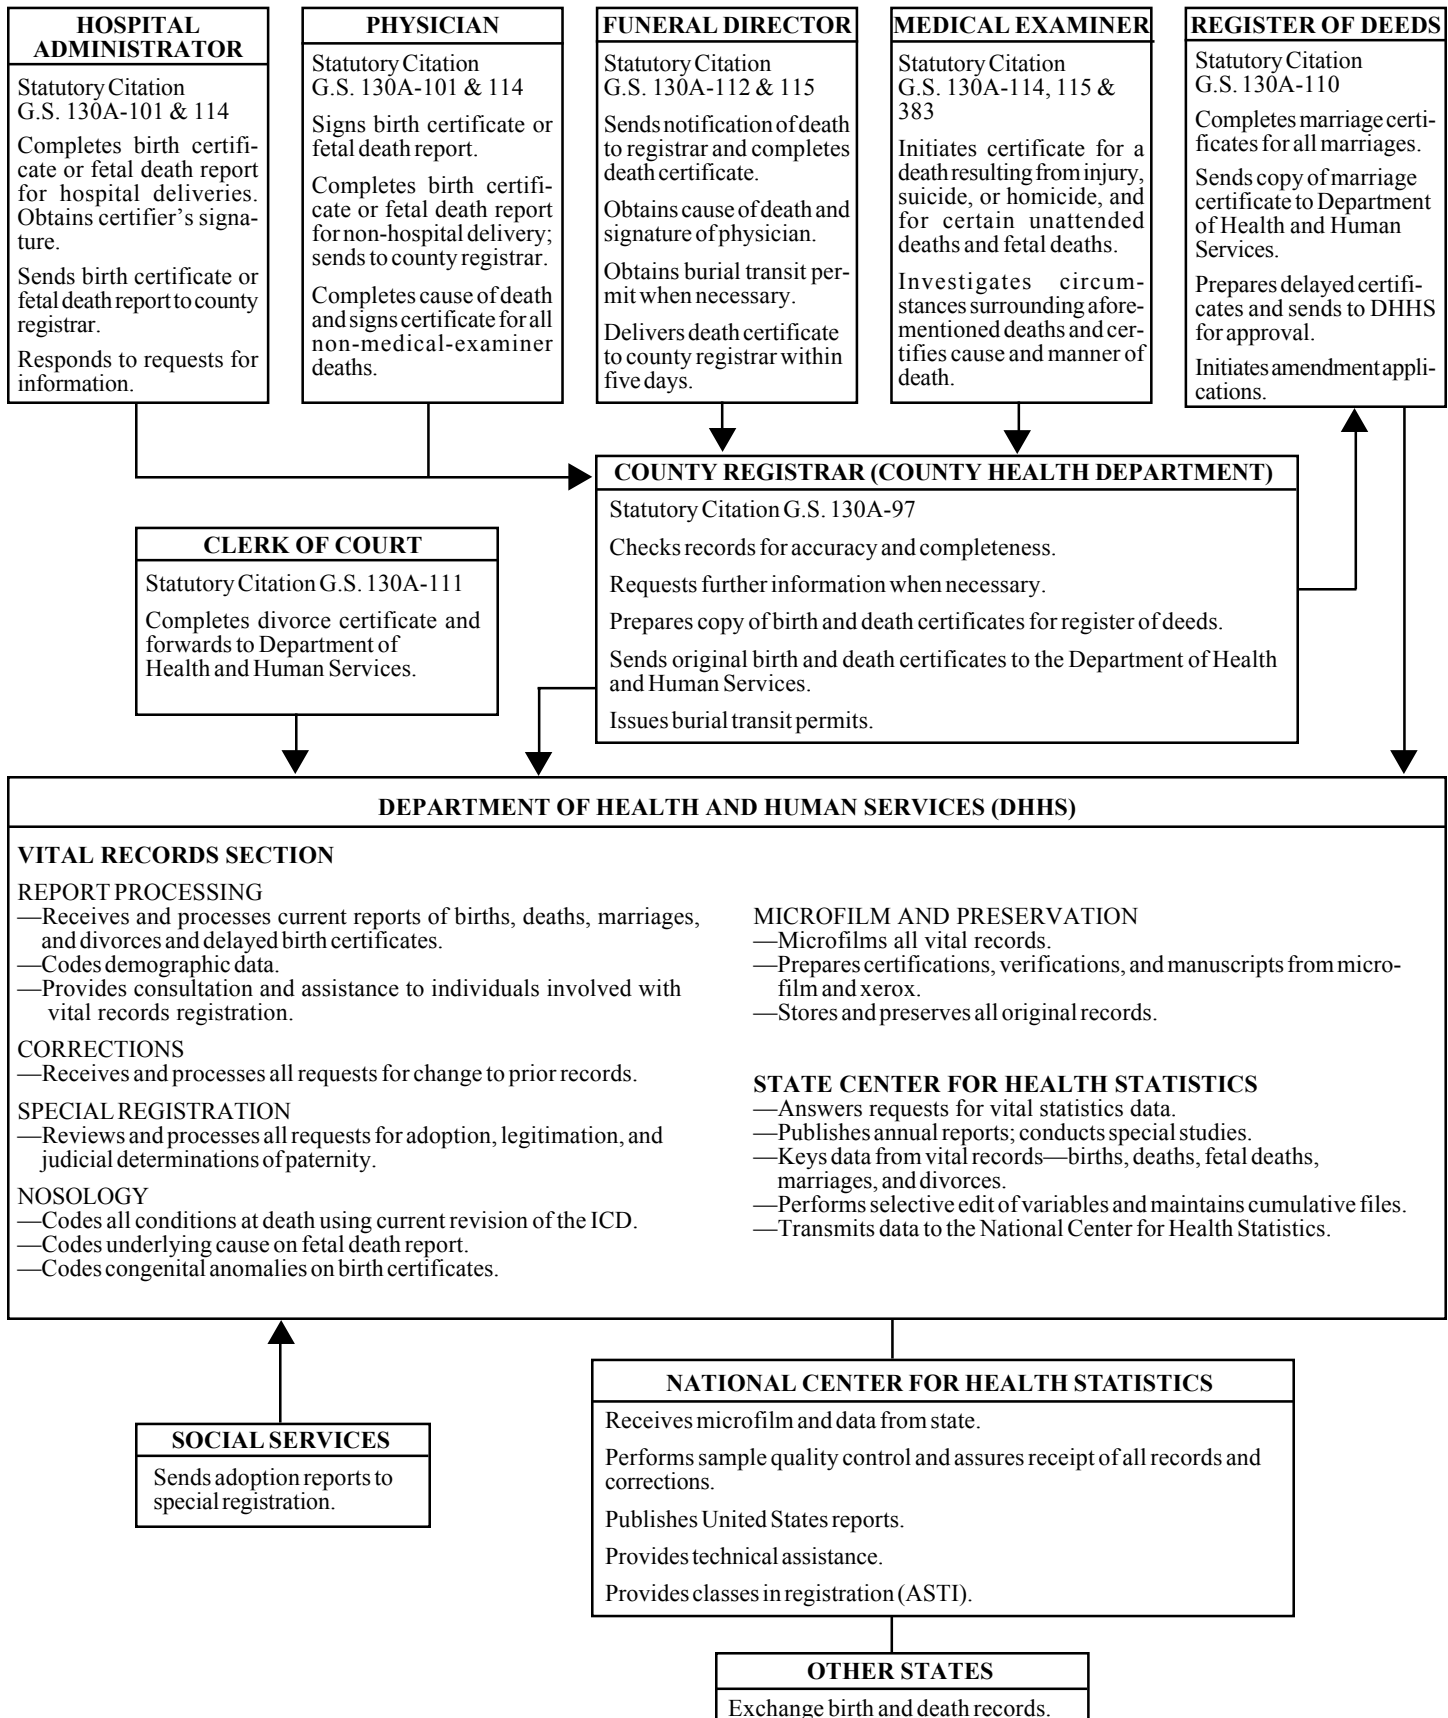 HOSPITAL
ADMINISTRATOR
Statutory Citation
G.S. 130A-101 & 114
Completes birth certifi-
cate or fetal death report
for hospital deliveries.
Obtains certifier's signa-
ture.
Sends birth certificate or
fetal death report to county
registrar.
Responds to requests for
information.
PHYSICIAN
Statutory Citation
G.S. 130A-101 & 114
Signs birth certificate or
fetal death report.
Completes birth certifi-
cate or fetal death report
for non-hospital delivery;
sends to county registrar.
Completes cause of death
and signs certificate for all
non-medical-examiner
deaths.
FUNERAL DIRECTOR
Statutory Citation
G.S. 130A-112 & 115
Sends notification of death
to registrar and completes
death certificate.
Obtains cause of death and
signature of physician.
Obtains burial transit per-
mit when necessary.
Delivers death certificate
to county registrar within
five days.
MEDICAL EXAMINER
Statutory Citation
G.S. 130A-114, 115 &
383
Initiates certificate for a
death resulting from injury,
suicide, or homicide, and
for certain unattended
deaths and fetal deaths.
Investigates circum-
stances surrounding afore-
mentioned deaths and cer-
tifies cause and manner of
death.
REGISTER OF DEEDS
Statutory Citation
G.S. 130A-110
Completes marriage certi-
ficates for all marriages.
Sends copy of marriage
certificate to Department
of Health and Human
Services.
Prepares delayed certifi-
cates and sends to DHHS
for approval.
Initiates amendment appli-
cations.
COUNTY REGISTRAR (COUNTY HEALTH DEPARTMENT)
Statutory Citation G.S. 130A-97
Checks records for accuracy and completeness.
Requests further information when necessary.
Prepares copy of birth and death certificates for register of deeds.
Sends original birth and death certificates to the Department of Health
and Human Services.
Issues burial transit permits.
CLERK OF COURT
Statutory Citation G.S. 130A-111
Completes divorce certificate and
forwards to Department of
Health and Human Services.
DEPARTMENT OF HEALTH AND HUMAN SERVICES (DHHS)
VITAL RECORDS SECTION
REPORT PROCESSING
—Receives and processes current reports of births, deaths, marriages,
and divorces and delayed birth certificates.
—Codes demographic data.
—Provides consultation and assistance to individuals involved with
vital records registration.
CORRECTIONS
—Receives and processes all requests for change to prior records.
SPECIAL REGISTRATION
—Reviews and processes all requests for adoption, legitimation, and
judicial determinations of paternity.
NOSOLOGY
—Codes all conditions at death using current revision of the ICD.
—Codes underlying cause on fetal death report.
—Codes congenital anomalies on birth certificates.
MICROFILM AND PRESERVATION
—Microfilms all vital records.
—Prepares certifications, verifications, and manuscripts from micro-
film and xerox.
—Stores and preserves all original records.
STATE CENTER FOR HEALTH STATISTICS
—Answers requests for vital statistics data.
—Publishes annual reports; conducts special studies.
—Keys data from vital records—births, deaths, fetal deaths,
marriages, and divorces.
—Performs selective edit of variables and maintains cumulative files.
—Transmits data to the National Center for Health Statistics.
SOCIAL SERVICES
Sends adoption reports to
special registration.
NATIONAL CENTER FOR HEALTH STATISTICS
Receives microfilm and data from state.
Performs sample quality control and assures receipt of all records and
corrections.
Publishes United States reports.
Provides technical assistance.
Provides classes in registration (ASTI).
OTHER STATES
Exchange birth and death records.